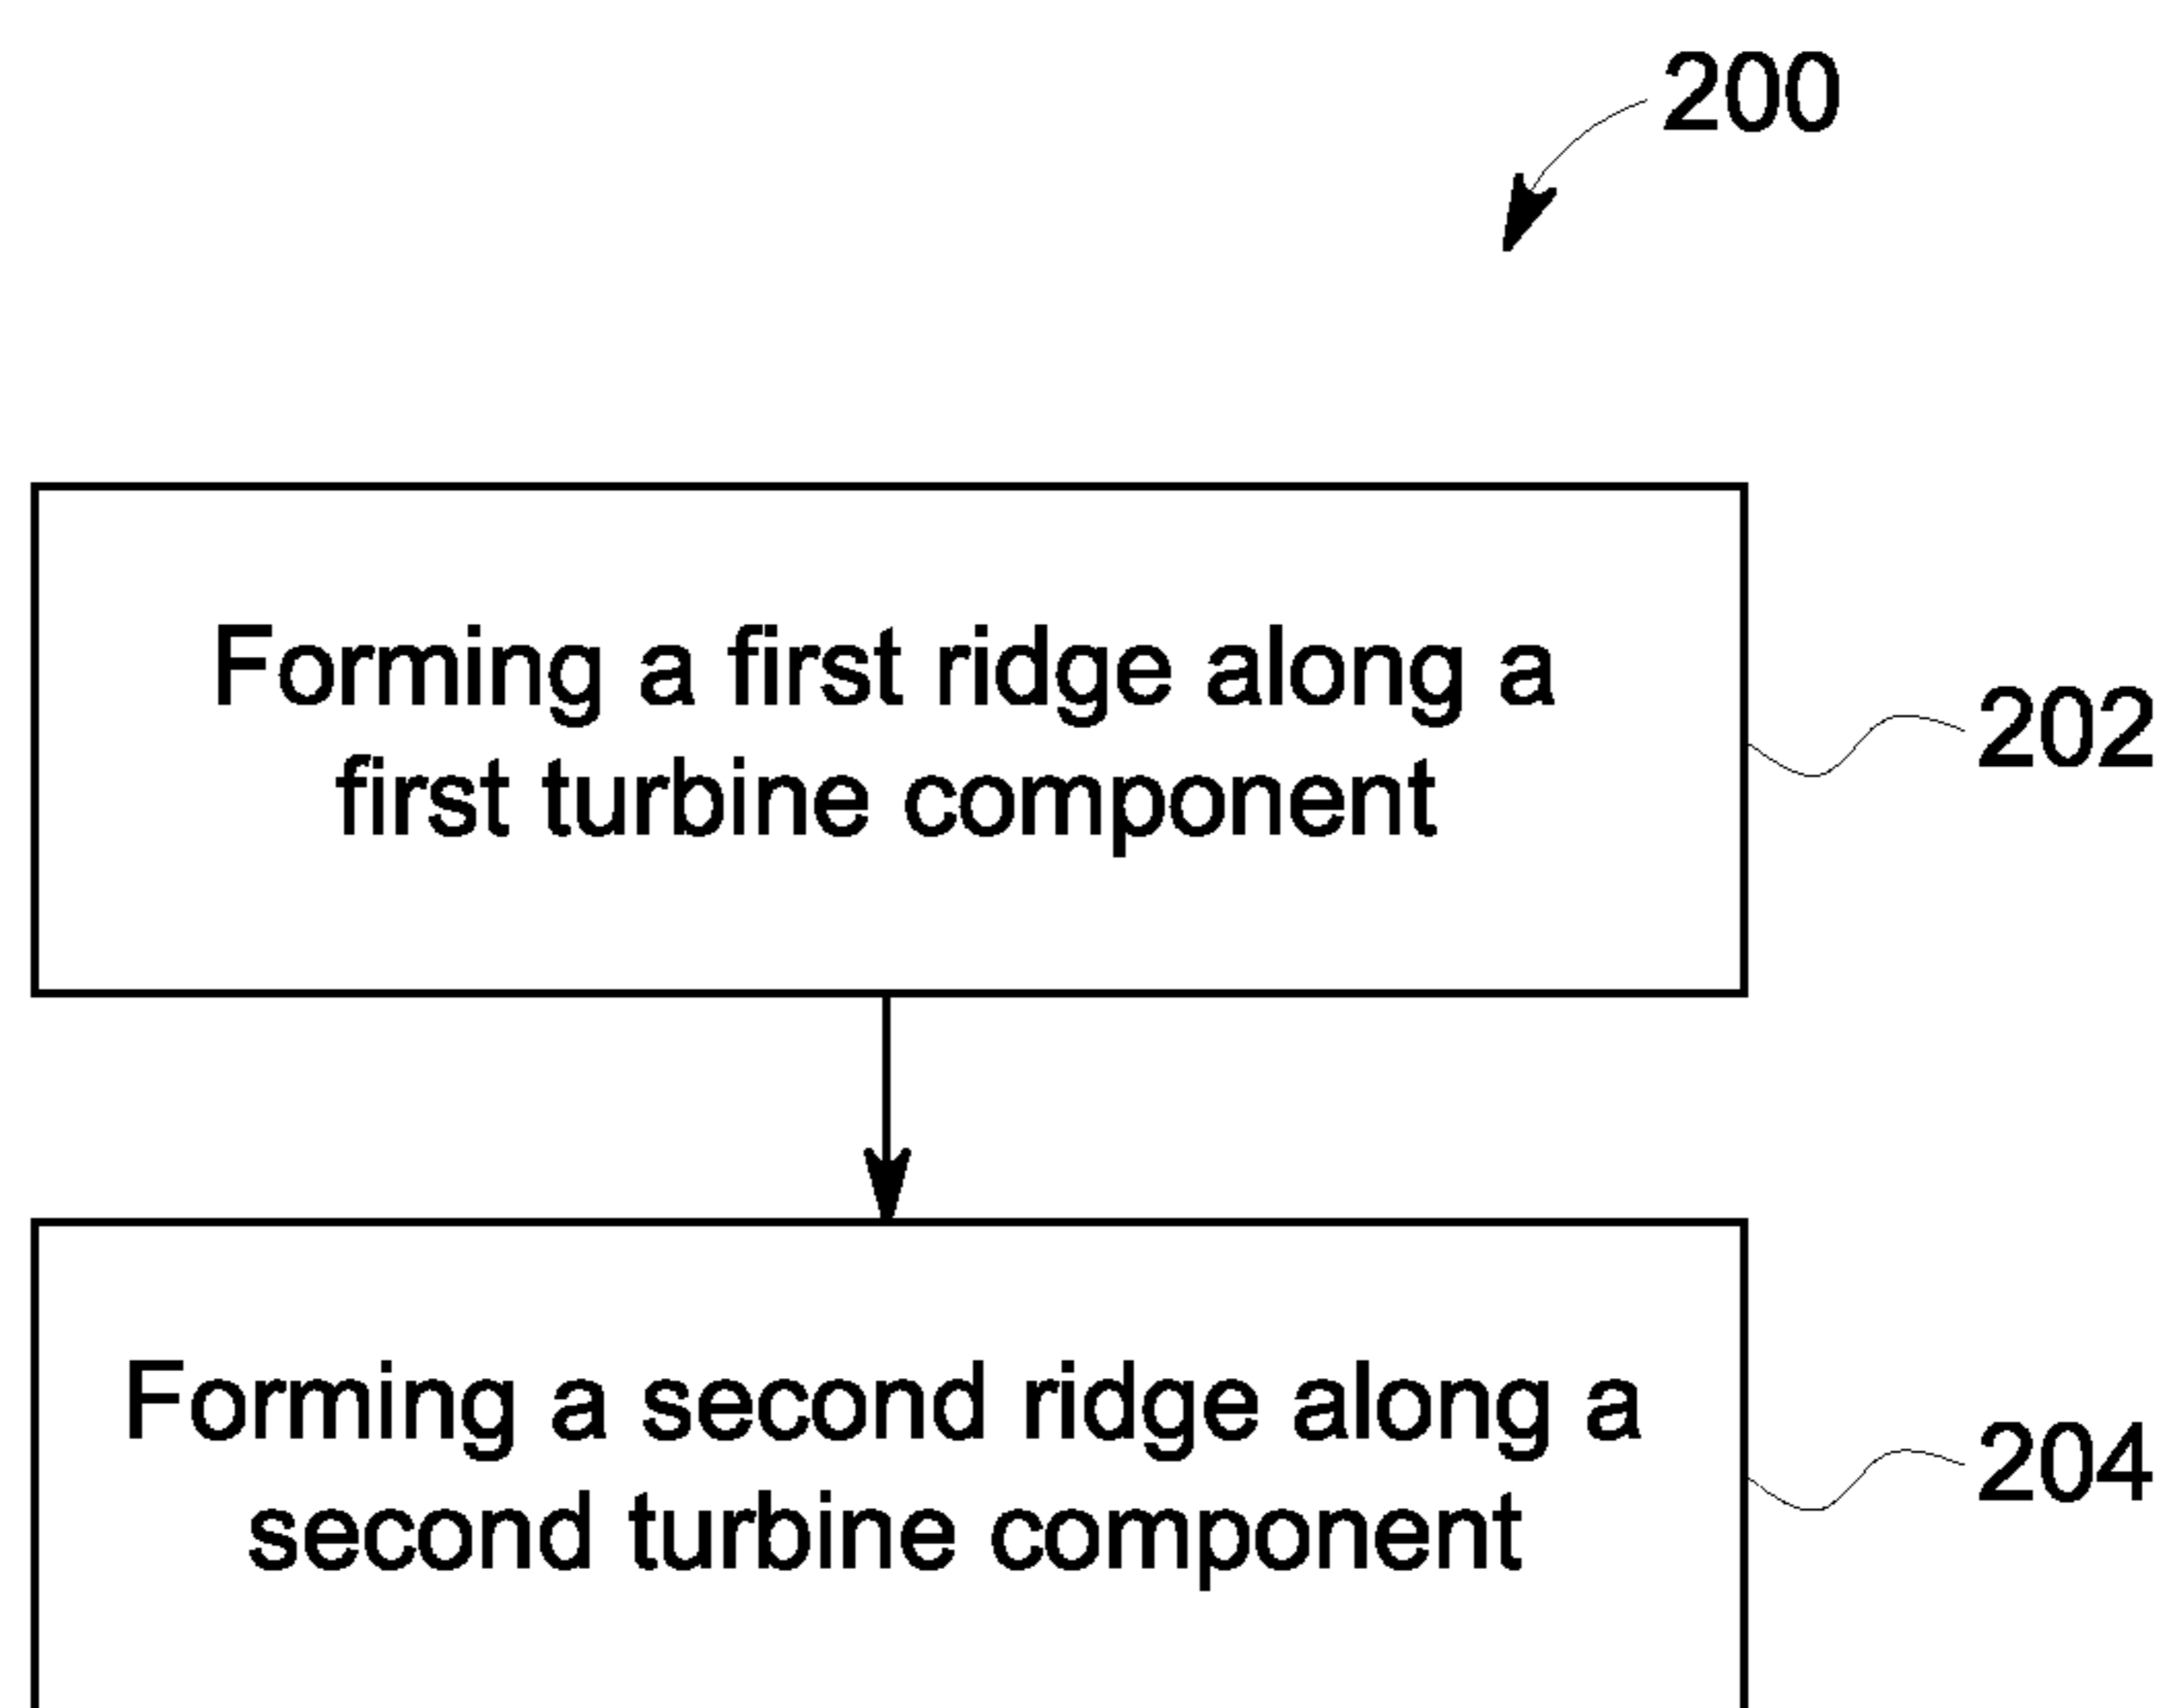 200
Forming a first ridge along a
first turbine component
202
Forming a second ridge along a
second turbine component
204